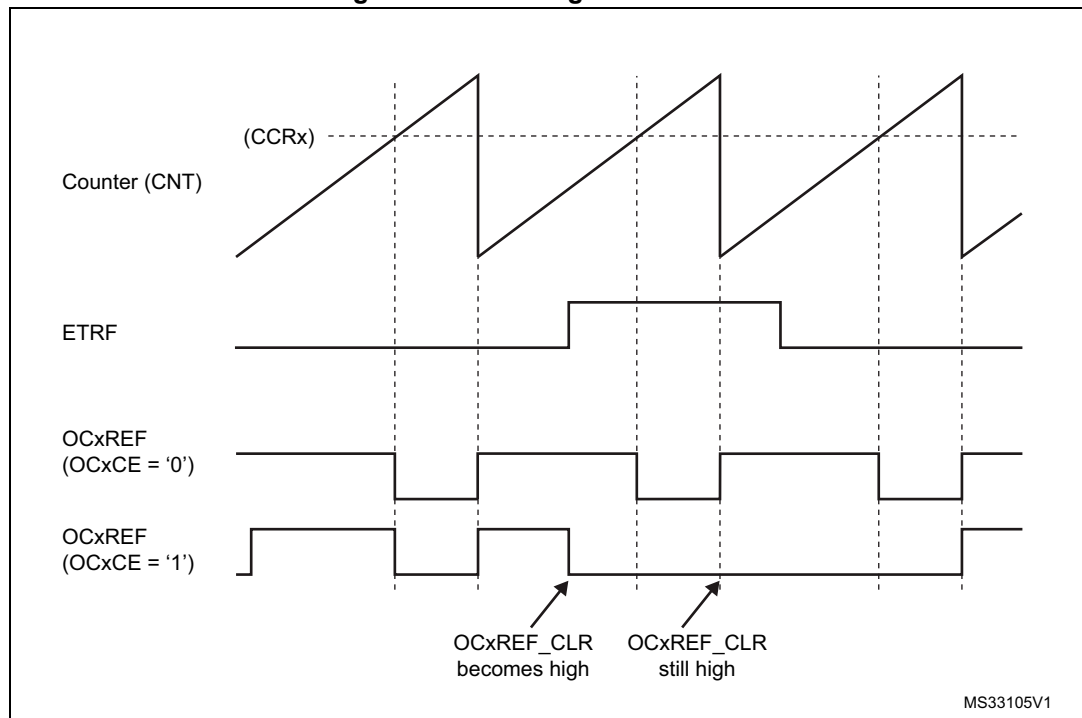 (CCRx)
Counter (CNT)
ETRF
OCxREF
(OCxCE = ‘0’)
OCxREF
(OCxCE = ‘1’)
OCxREF_CLR
becomes high
OCxREF_CLR
still high
MS33105V1